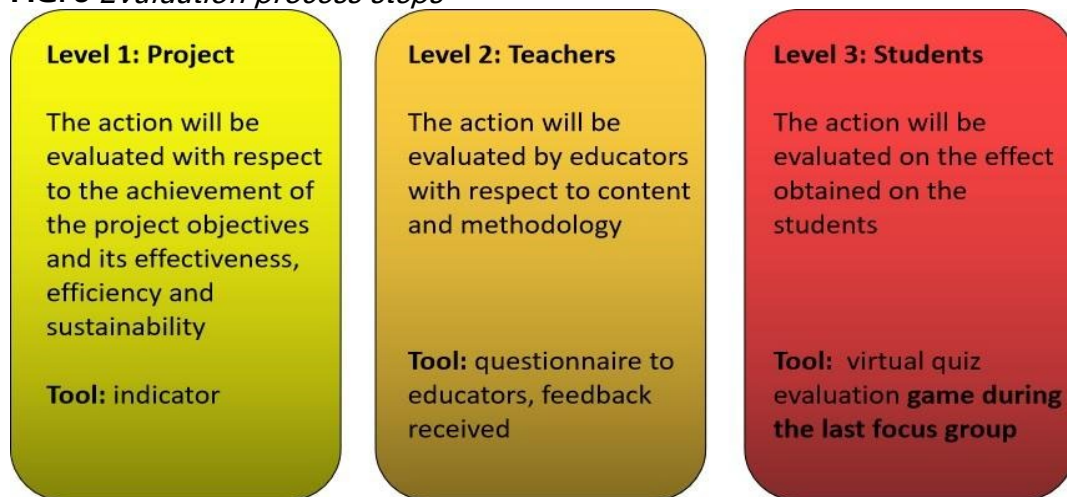 Evaluation process steps
Level 1: Project
The action will be
evaluated with respect
to the achievement of
the project objectives
and its effectiveness,
efficiency and
sustainability
Tool: indicator
Level 2: Teachers
The action will be
evaluated by educators
with respect to content
and methodology
Tool: questionnaire to
educators, feedback
received
Level 3: Students
The action will be
evaluated on the effect
obtained on the
students
Tool: virtual quiz
evaluation game during
the last focus group